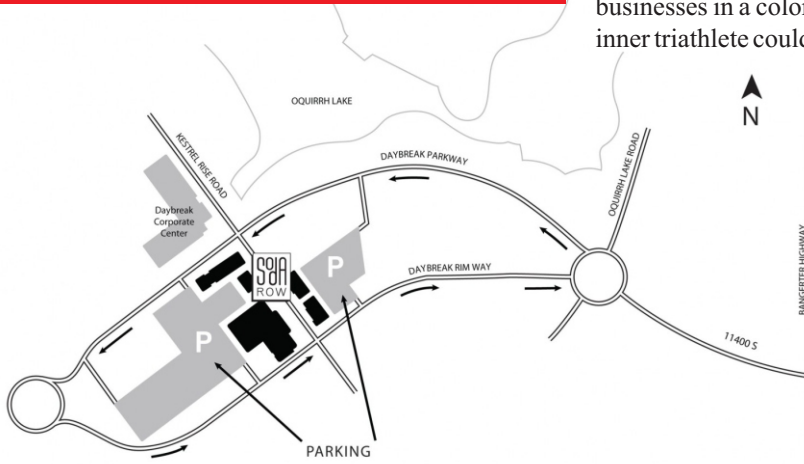 businesses in a color
inner triathlete could
OQUIRRH LAKE
N
KESTREL RISE ROAD
DAYBREAK PARKWAY
OQUIRRH LAKE ROAD
Daybreak
Corporate
Center
BANGERTER HIGHWAY
SODA
ROW
P
DAYBREAK RIM WAY
P
11400 S
PARKING